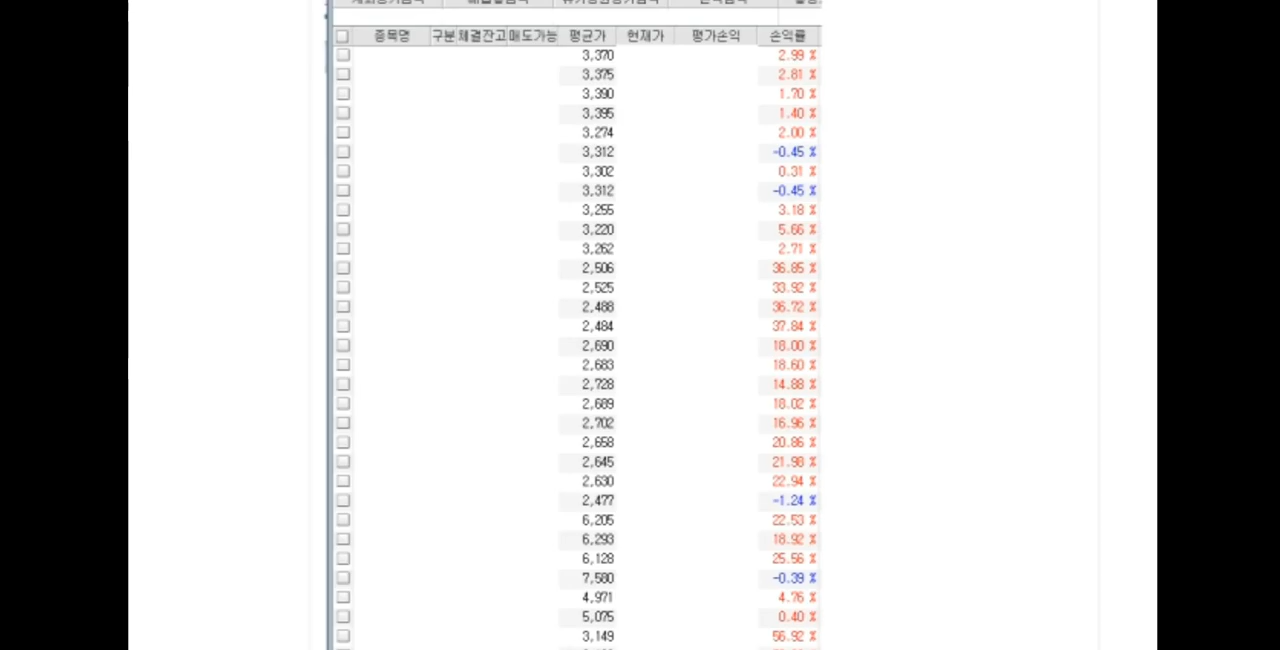 종목명 구분 체결잔고 매도가능 평균가 현재가 평가손익 손익률
3,370 2.99 %
3,375 2.81 %
3,390 1.70 %
3,395 1.40 %
3,274 2.00 %
3,312 -0.45 %
3,302 0.31 %
3,312 -0.45 %
3,255 3.18 %
3,220 5.66 %
3,262 2.71 %
2,506 36.85 %
2,525 33.92 %
2,488 36.72 %
2,484 37.84 %
2,690 18.00 %
2,683 18.60 %
2,728 14.88 %
2,689 18.02 %
2,702 16.96 %
2,658 20.86 %
2,645 21.98 %
2,630 22.94 %
2,477 -1.24 %
6,205 22.53 %
6,293 18.92 %
6,128 25.56 %
7,580 -0.39 %
4,971 4.76 %
5,075 0.40 %
3,149 56.92 %